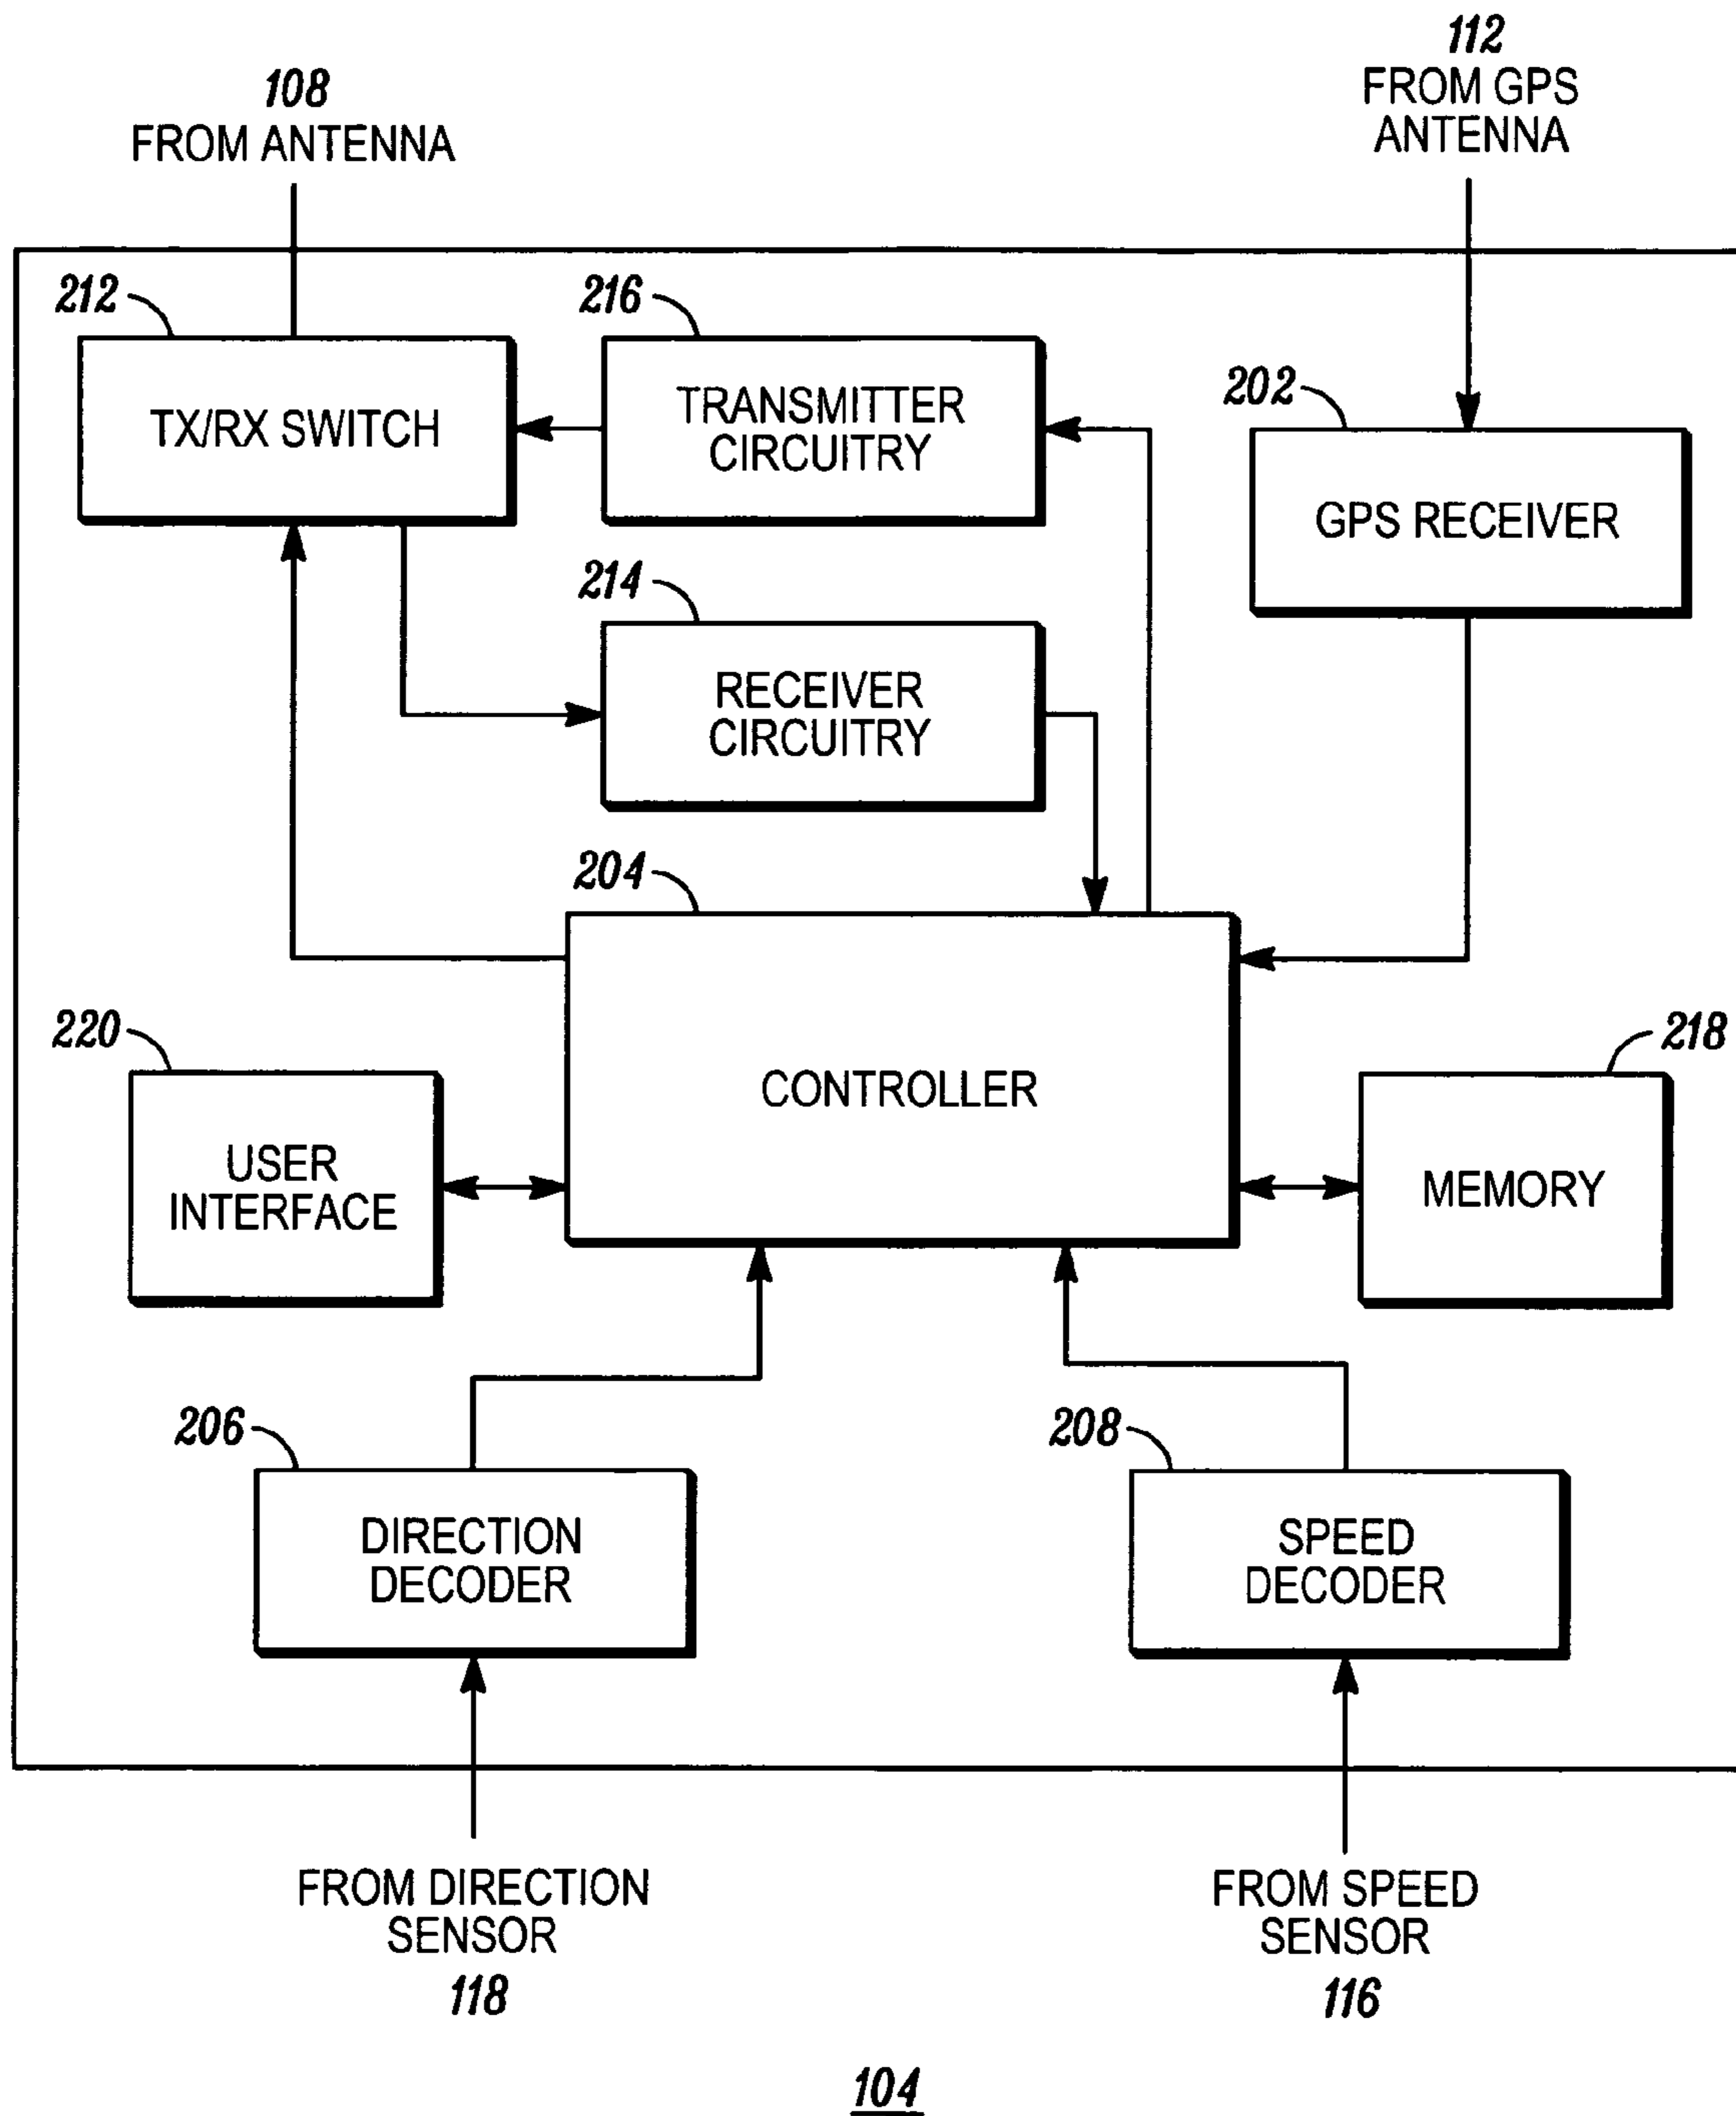 108
FROM ANTENNA
112
FROM GPS
ANTENNA
212
TX/RX SWITCH
216
TRANSMITTER
CIRCUITRY
202
GPS RECEIVER
214
RECEIVER
CIRCUITRY
204
CONTROLLER
220
USER
INTERFACE
218
MEMORY
206
DIRECTION
DECODER
208
SPEED
DECODER
FROM DIRECTION
SENSOR
118
FROM SPEED
SENSOR
116
104